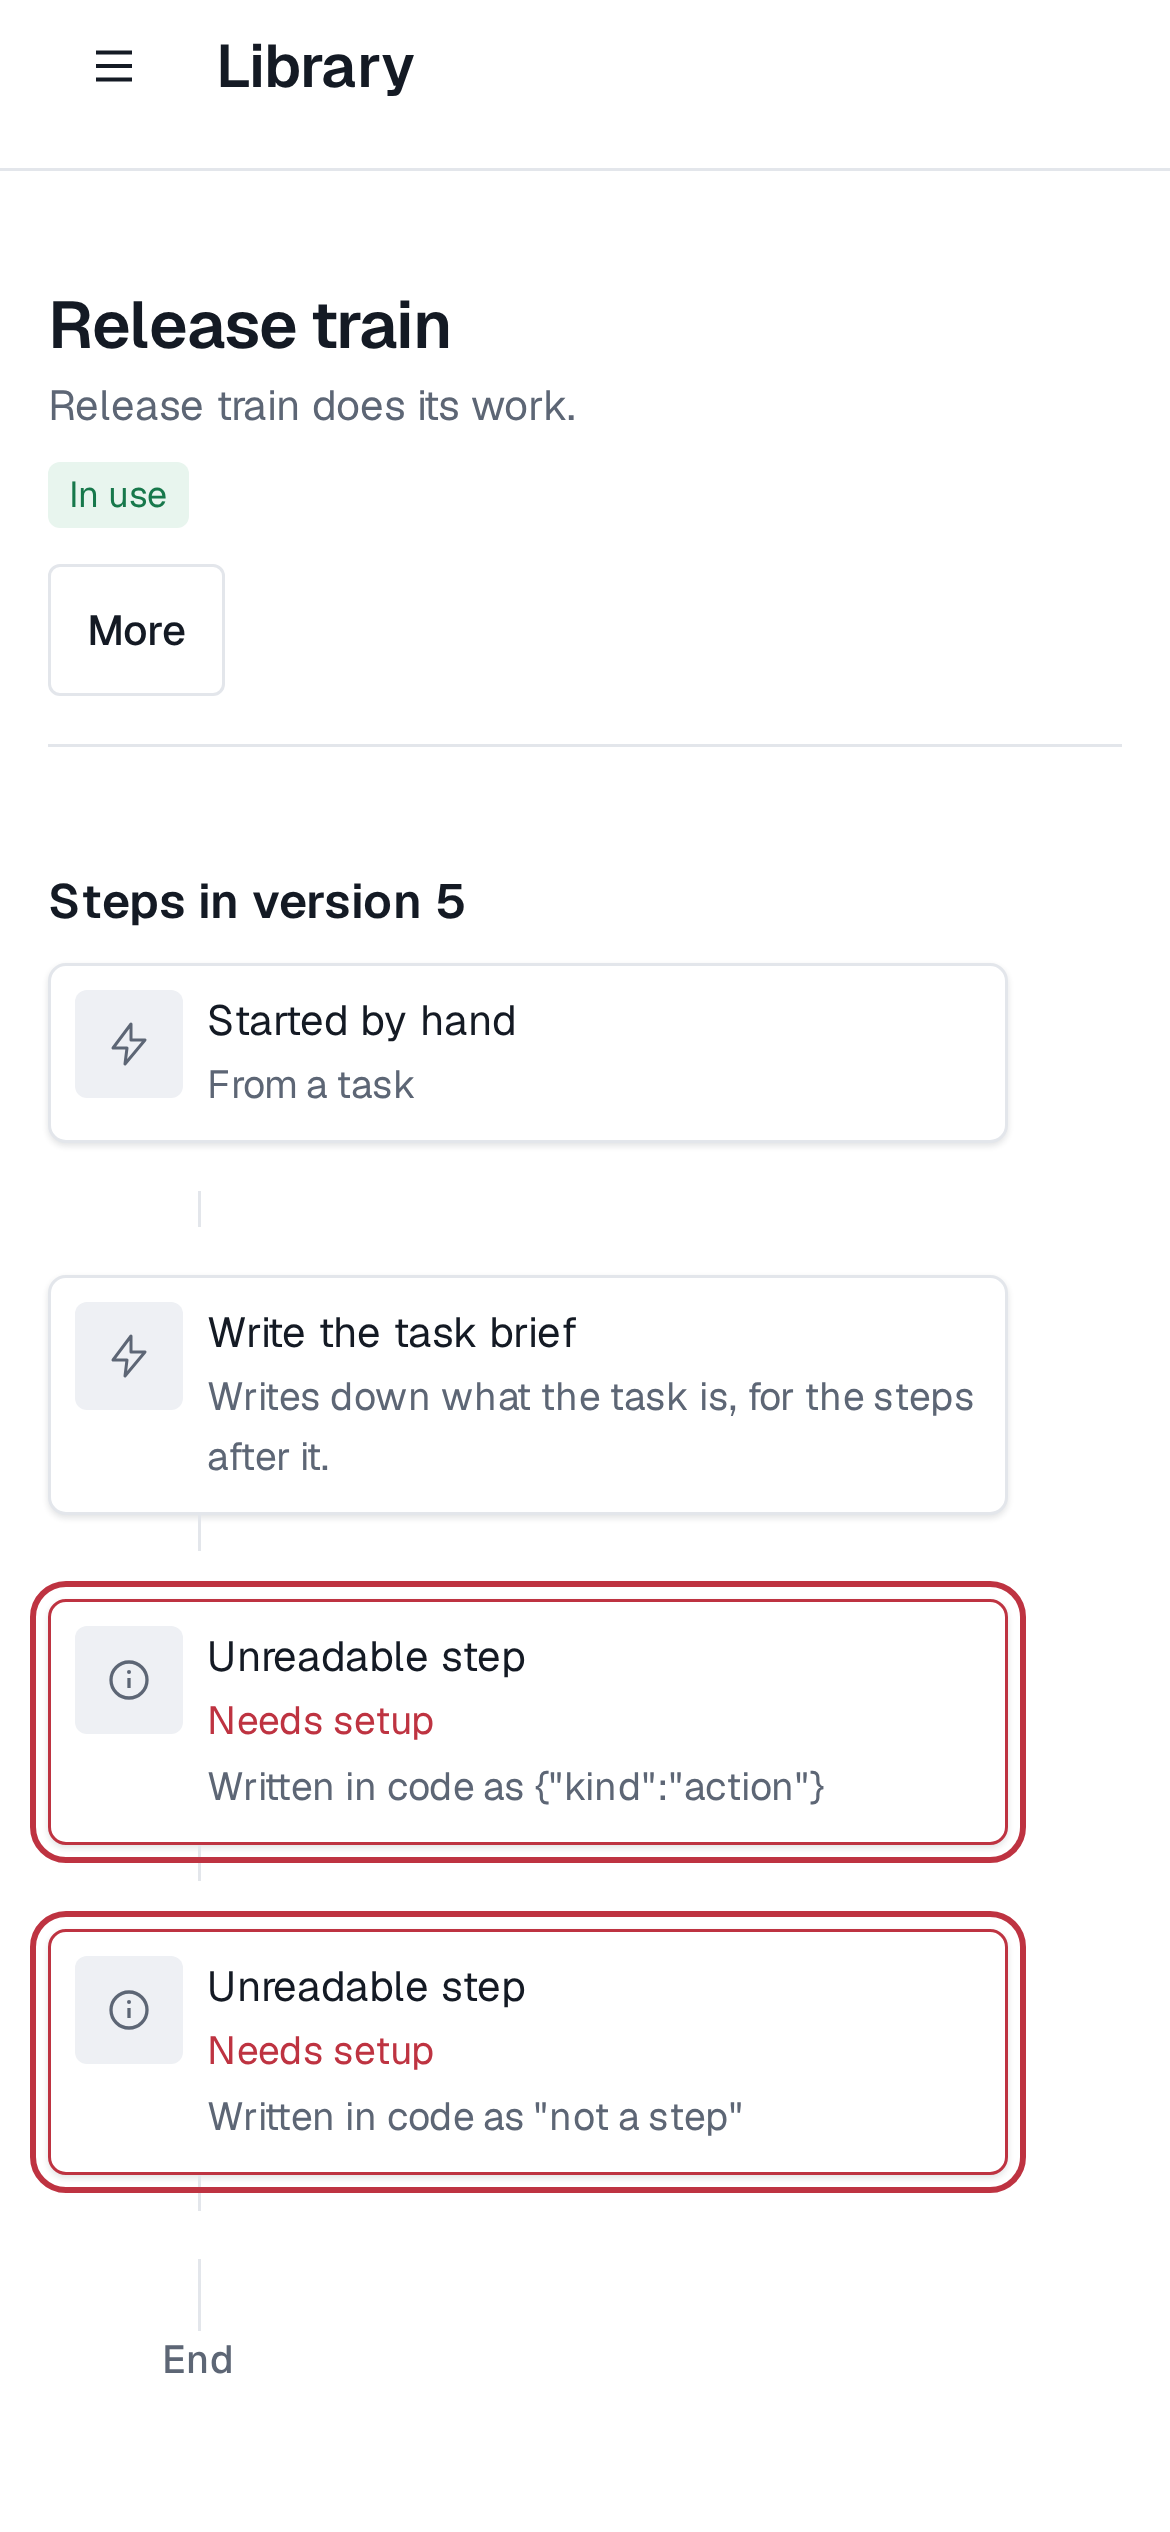 Library
Release train
Release train does its work.
In use
More
Steps in version 5
Started by hand
From a task
Write the task brief
Writes down what the task is, for the steps
after it.
Unreadable step
Needs setup
Written in code as {"kind":"action"}
Unreadable step
Needs setup
Written in code as "not a step"
End